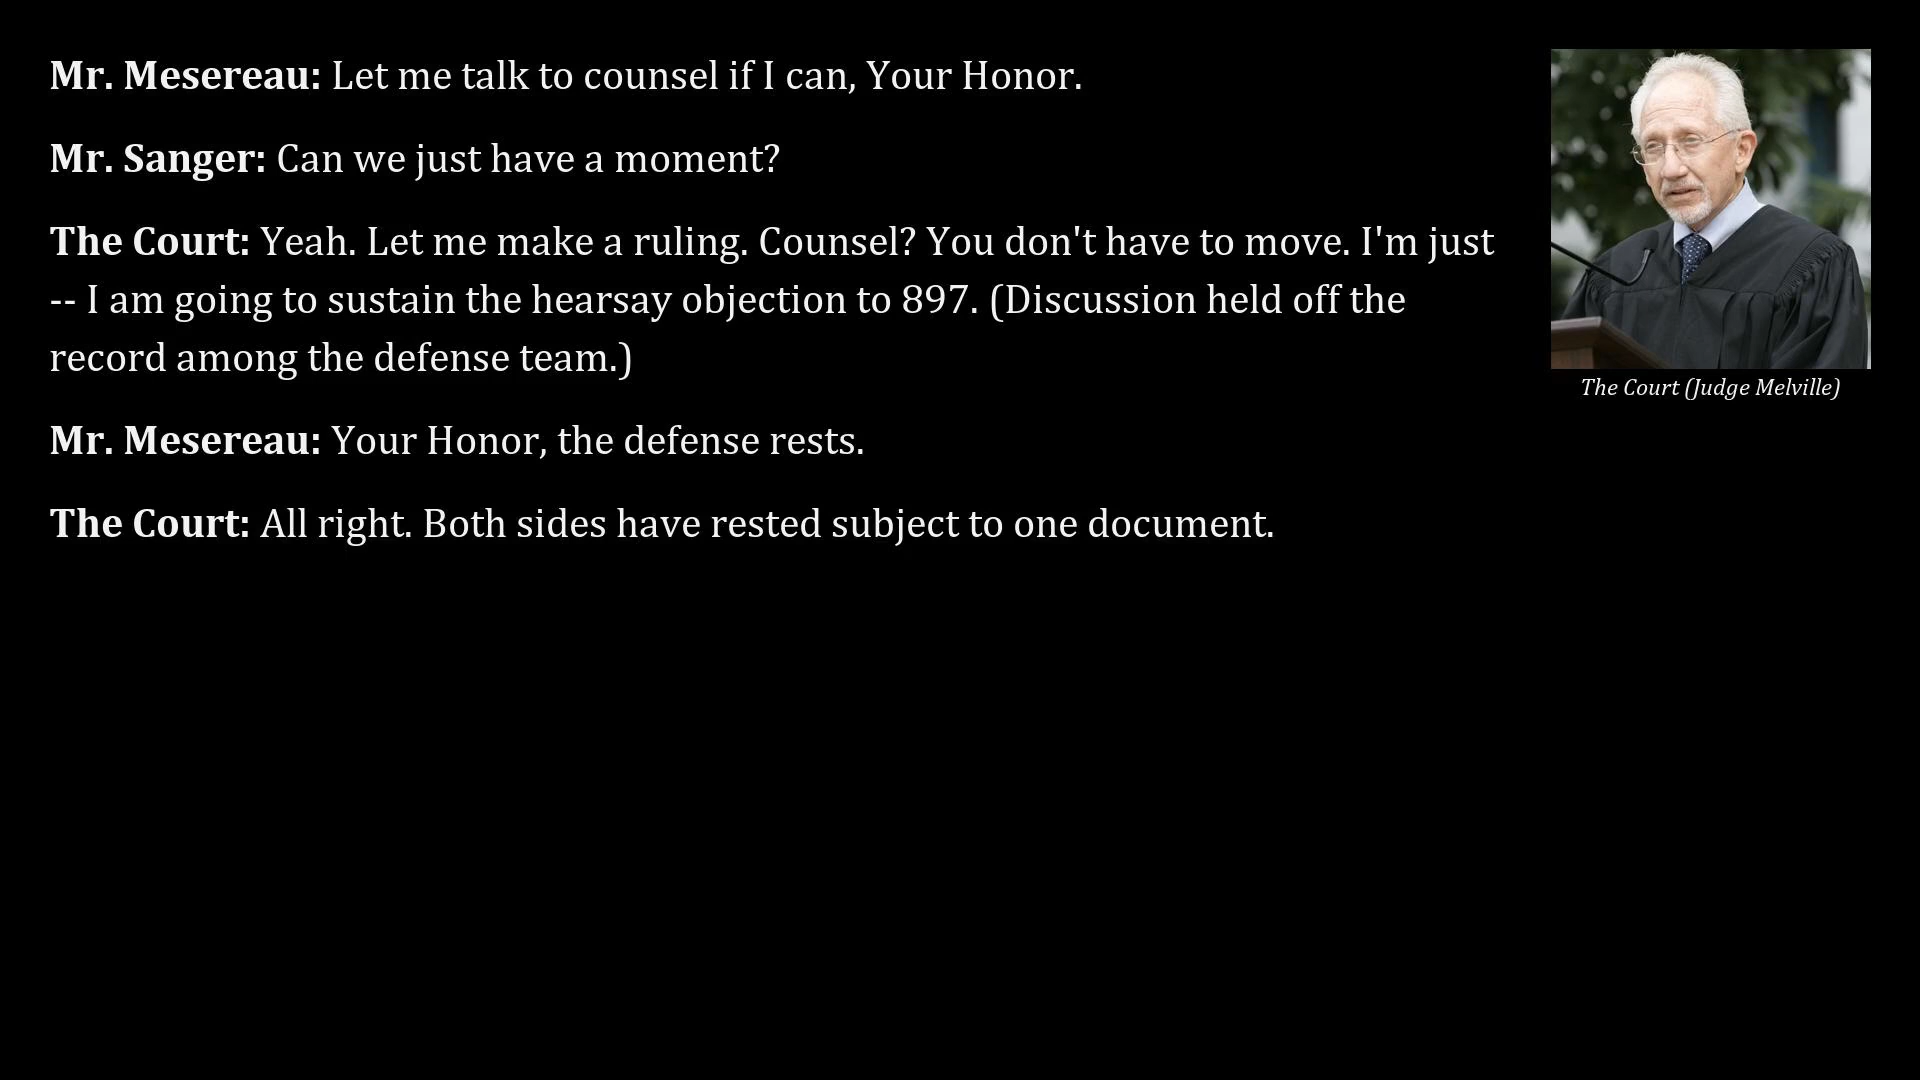 Mr. Mesereau: Let me talk to counsel if I can, Your Honor.
Mr. Sanger: Can we just have a moment?
The Court: Yeah. Let me make a ruling. Counsel? You don't have to move. I'm just
-- I am going to sustain the hearsay objection to 897. (Discussion held off the
record among the defense team.)
Mr. Mesereau: Your Honor, the defense rests.
The Court: All right. Both sides have rested subject to one document.
The Court (Judge Melville)